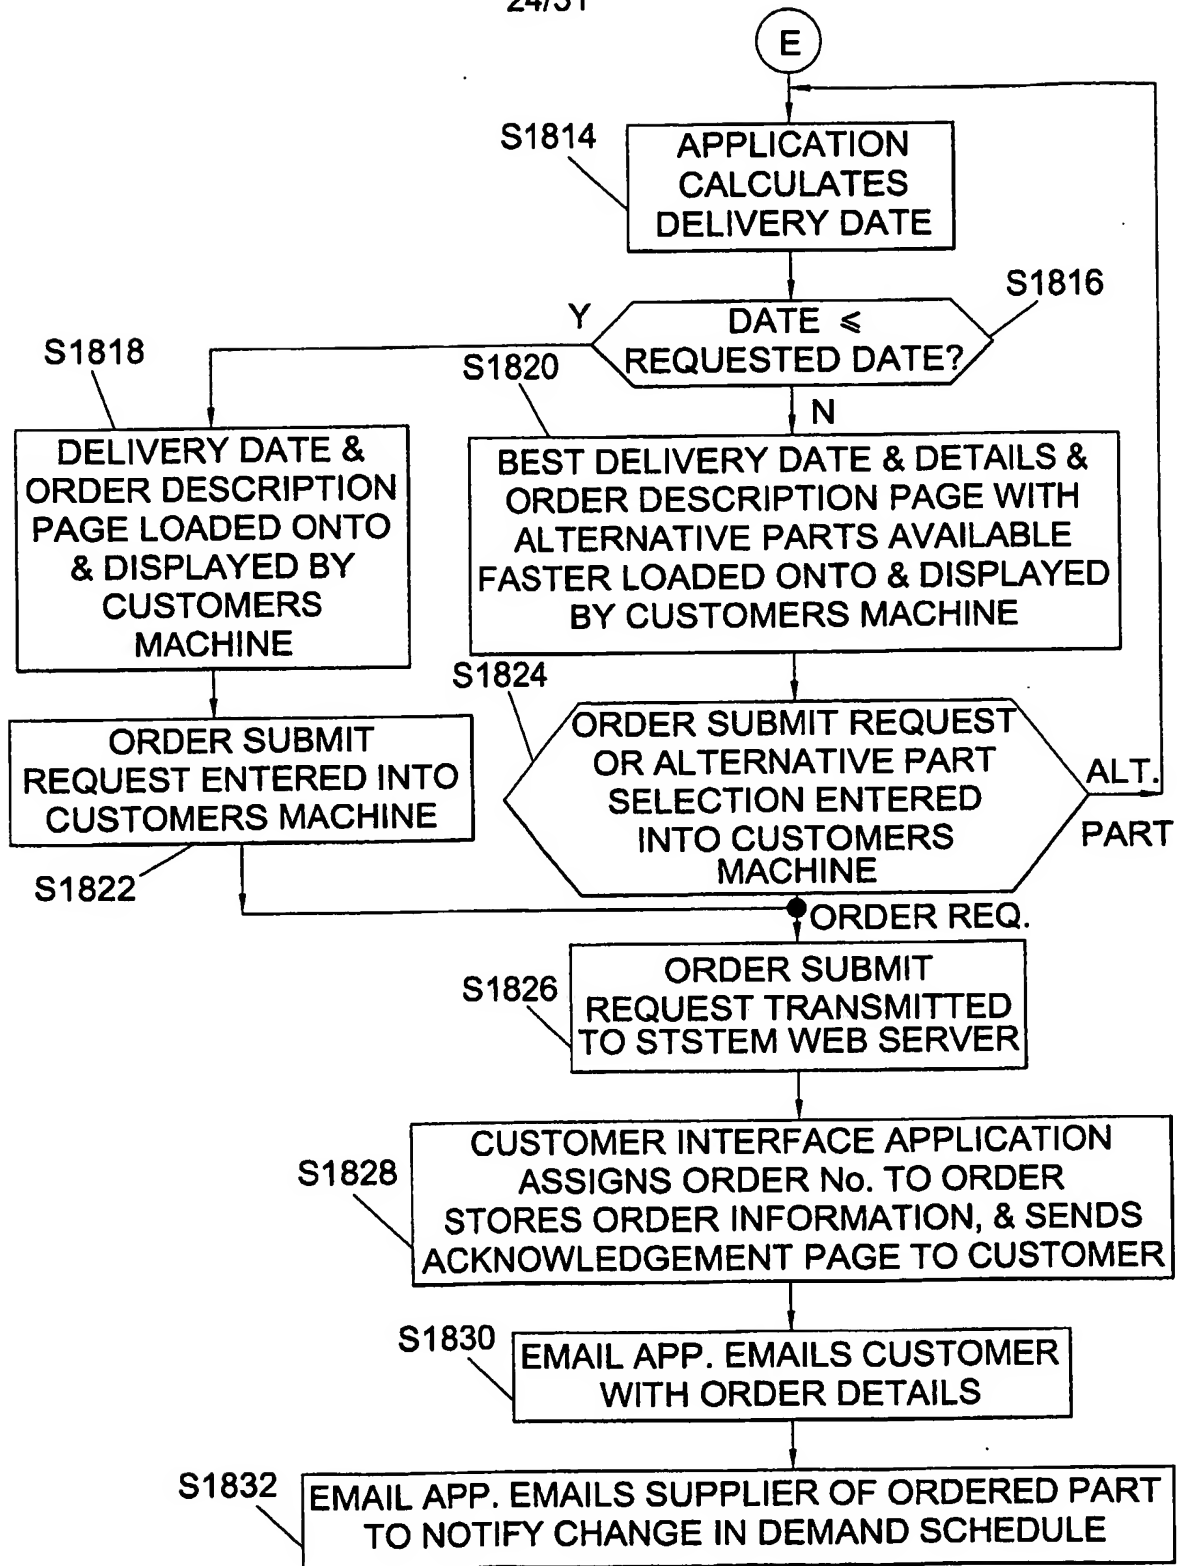 24/31
E
S1814
APPLICATION
CALCULATES
DELIVERY DATE
S1816
DATE ⩽
REQUESTED DATE?
Y
N
S1818
DELIVERY DATE &
ORDER DESCRIPTION
PAGE LOADED ONTO
& DISPLAYED BY
CUSTOMERS
MACHINE
S1820
BEST DELIVERY DATE & DETAILS &
ORDER DESCRIPTION PAGE WITH
ALTERNATIVE PARTS AVAILABLE
FASTER LOADED ONTO & DISPLAYED
BY CUSTOMERS MACHINE
ORDER SUBMIT
REQUEST ENTERED INTO
CUSTOMERS MACHINE
S1822
S1824
ORDER SUBMIT REQUEST
OR ALTERNATIVE PART
SELECTION ENTERED
INTO CUSTOMERS
MACHINE
ALT.
PART
ORDER REQ.
S1826
ORDER SUBMIT
REQUEST TRANSMITTED
TO STSTEM WEB SERVER
S1828
CUSTOMER INTERFACE APPLICATION
ASSIGNS ORDER No. TO ORDER
STORES ORDER INFORMATION, & SENDS
ACKNOWLEDGEMENT PAGE TO CUSTOMER
S1830
EMAIL APP. EMAILS CUSTOMER
WITH ORDER DETAILS
S1832
EMAIL APP. EMAILS SUPPLIER OF ORDERED PART
TO NOTIFY CHANGE IN DEMAND SCHEDULE